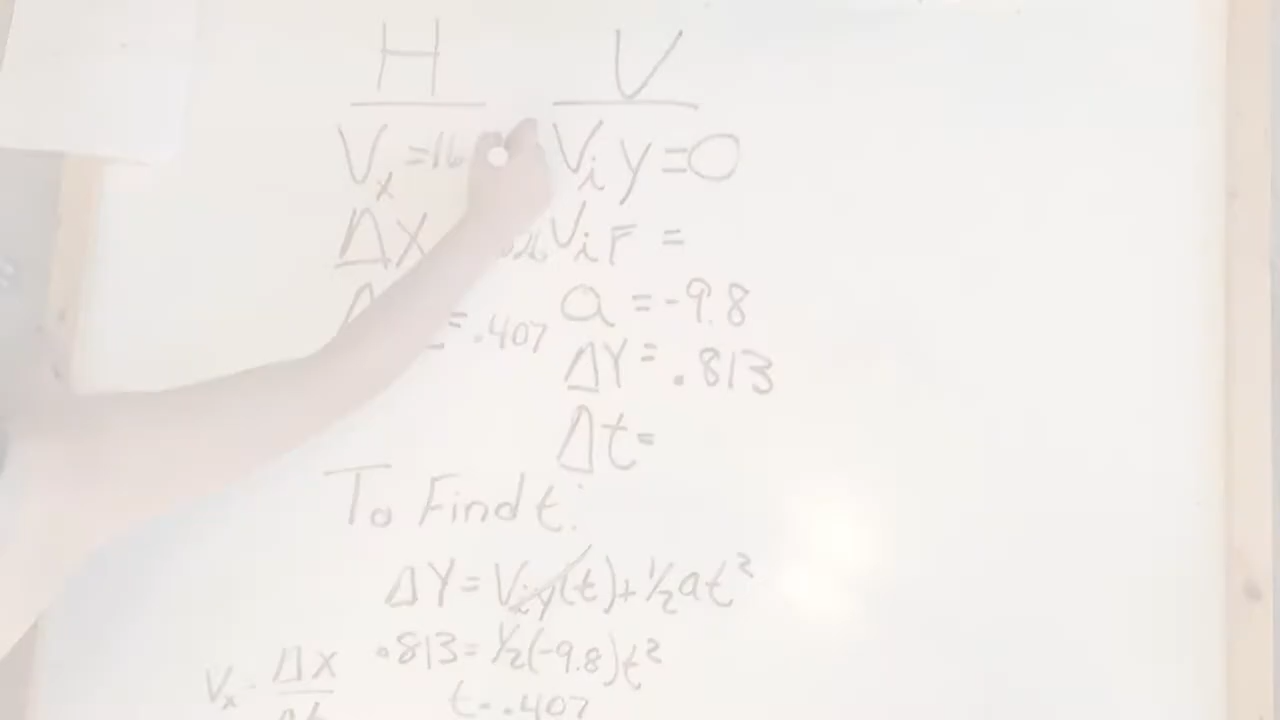 H V
Vx =16 Viy=0
ΔX ViF =
a =-9.8
=.407 ΔY= .813
Δt=
To Find t:
ΔY= Viy(t)+½at²
.813= ½(-9.8)t²
Vx = ΔX
t=.407